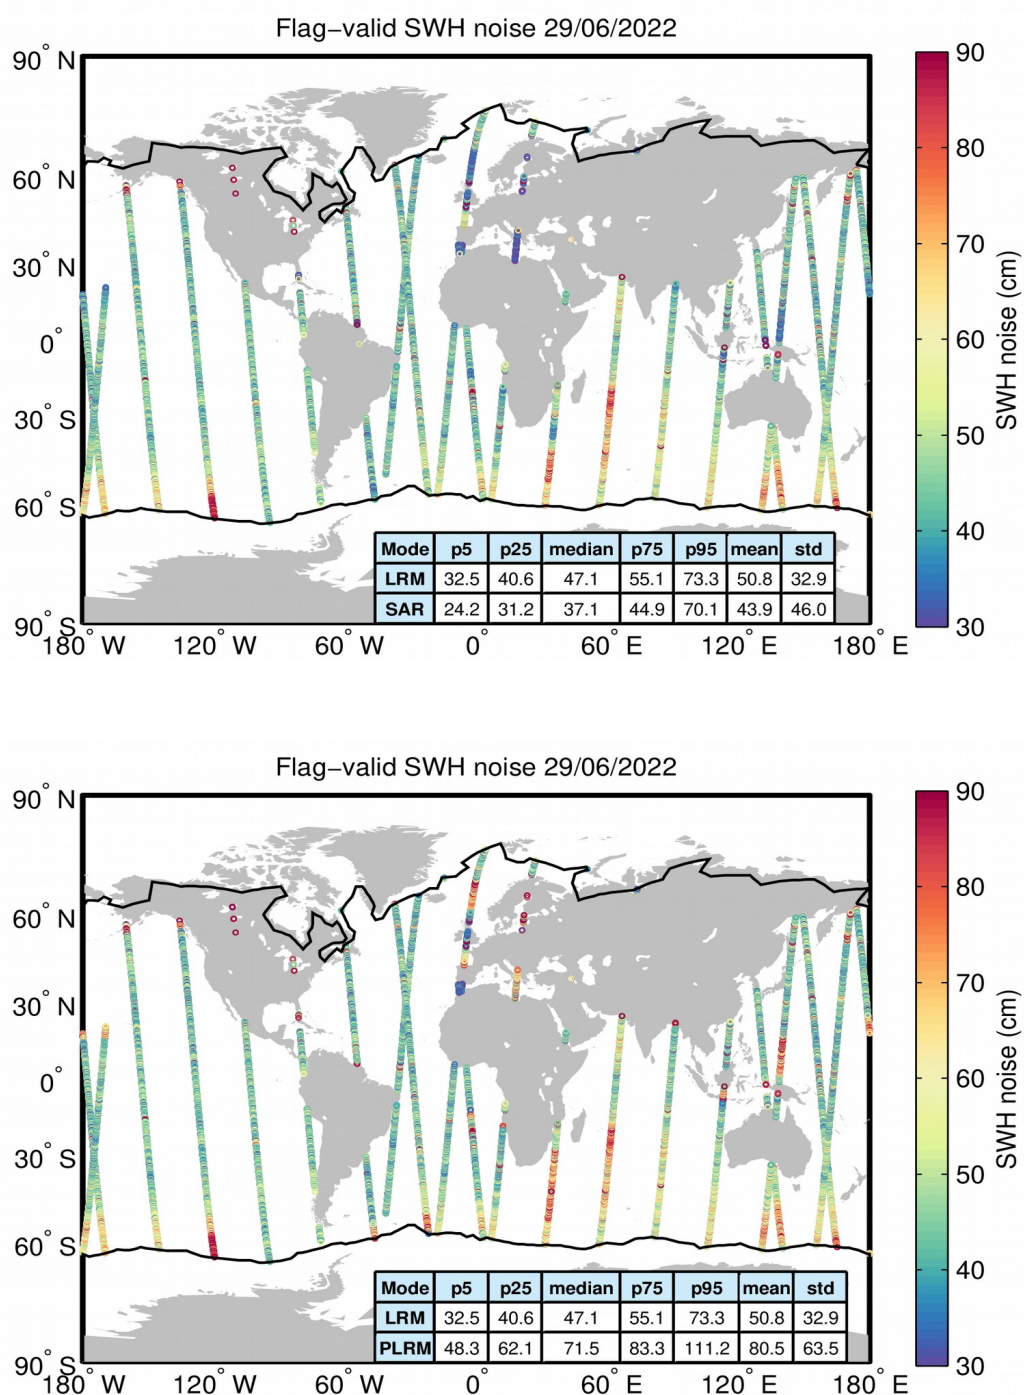 Flag−valid SWH noise 29/06/2022
90° N
60° N
30° N
0°
30° S
60° S
90° S
180° W
120° W
60° W
0°
60° E
120° E
180° E
Mode p5 p25 median p75 p95 mean std
LRM 32.5 40.6 47.1 55.1 73.3 50.8 32.9
SAR 24.2 31.2 37.1 44.9 70.1 43.9 46.0
90
80
70
60
50
40
30
SWH noise (cm)
Flag−valid SWH noise 29/06/2022
90° N
60° N
30° N
0°
30° S
60° S
90° S
180° W
120° W
60° W
0°
60° E
120° E
180° E
Mode p5 p25 median p75 p95 mean std
LRM 32.5 40.6 47.1 55.1 73.3 50.8 32.9
PLRM 48.3 62.1 71.5 83.3 111.2 80.5 63.5
90
80
70
60
50
40
30
SWH noise (cm)